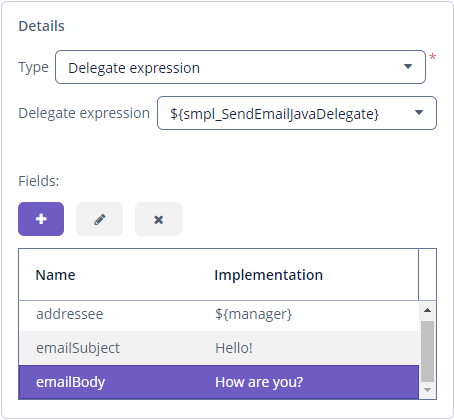 Details
Type Delegate expression *
Delegate expression ${smpl_SendEmailJavaDelegate}
Fields:
Name Implementation
addressee ${manager}
emailSubject Hello!
emailBody How are you?